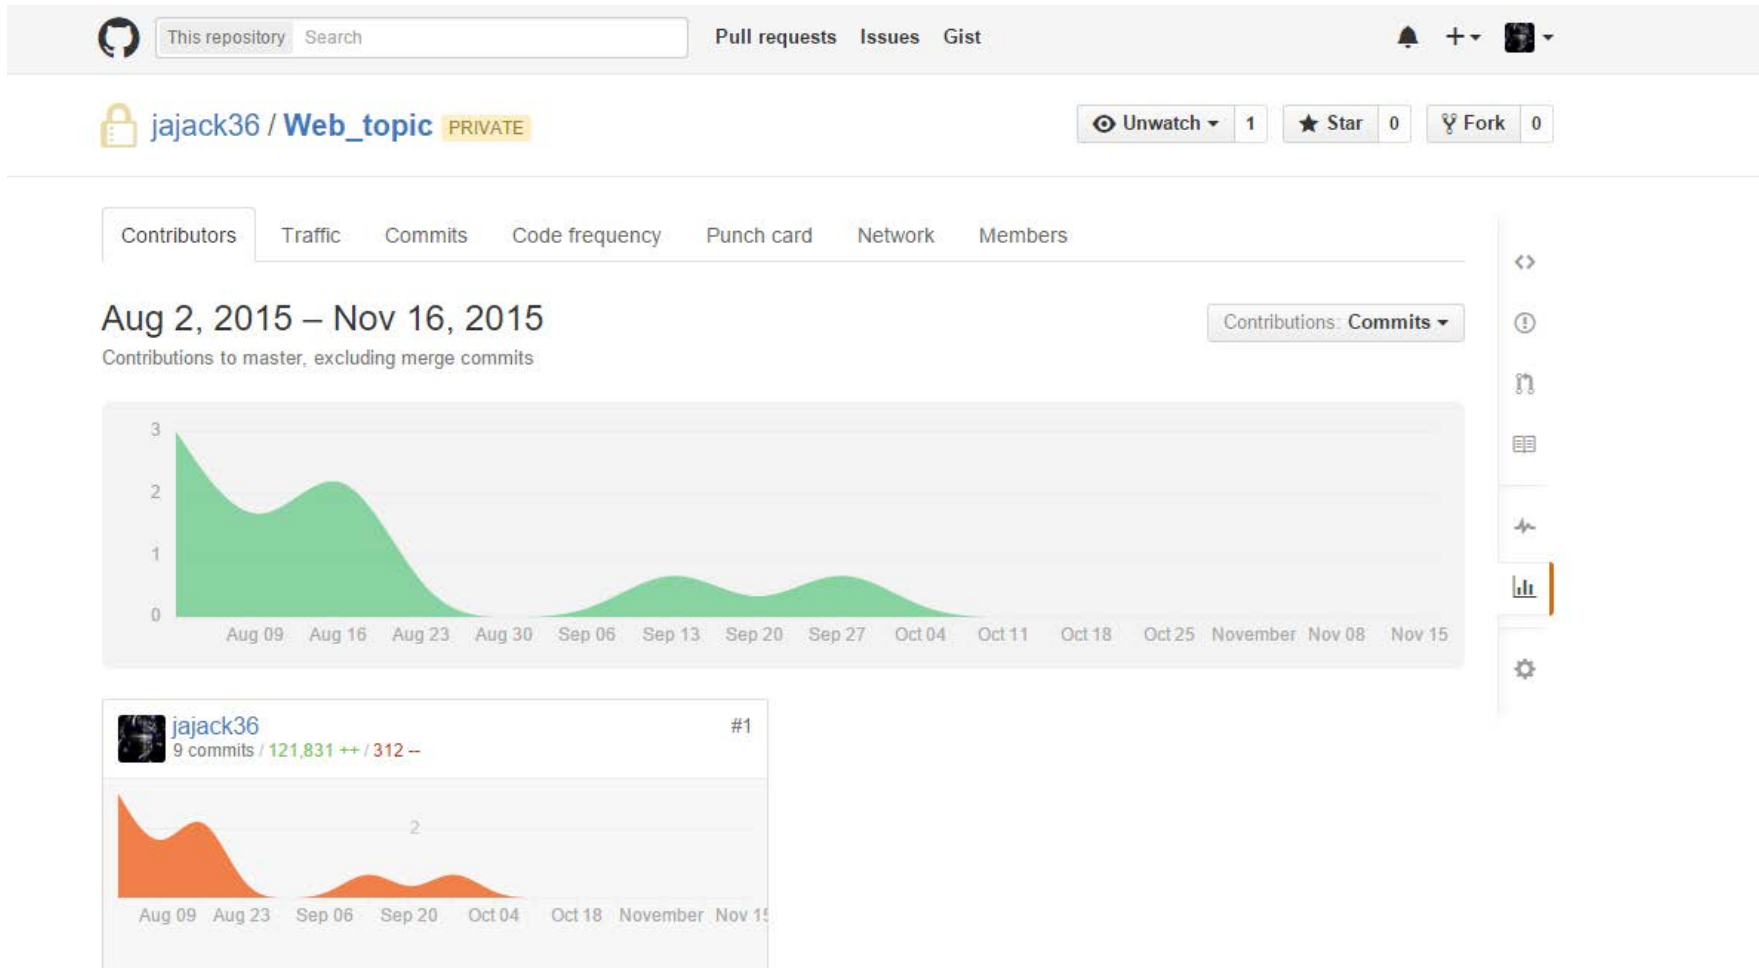 This repository Search Pull requests Issues Gist
jajack36 / Web_topic PRIVATE Unwatch 1 Star 0 Fork 0
Contributors Traffic Commits Code frequency Punch card Network Members
Aug 2, 2015 – Nov 16, 2015
Contributions: Commits
Contributions to master, excluding merge commits
3
2
1
0
Aug 09 Aug 16 Aug 23 Aug 30 Sep 06 Sep 13 Sep 20 Sep 27 Oct 04 Oct 11 Oct 18 Oct 25 November Nov 08 Nov 15
jajack36 #1
9 commits / 121,831 ++ / 312 --
2
Aug 09 Aug 23 Sep 06 Sep 20 Oct 04 Oct 18 November Nov 15